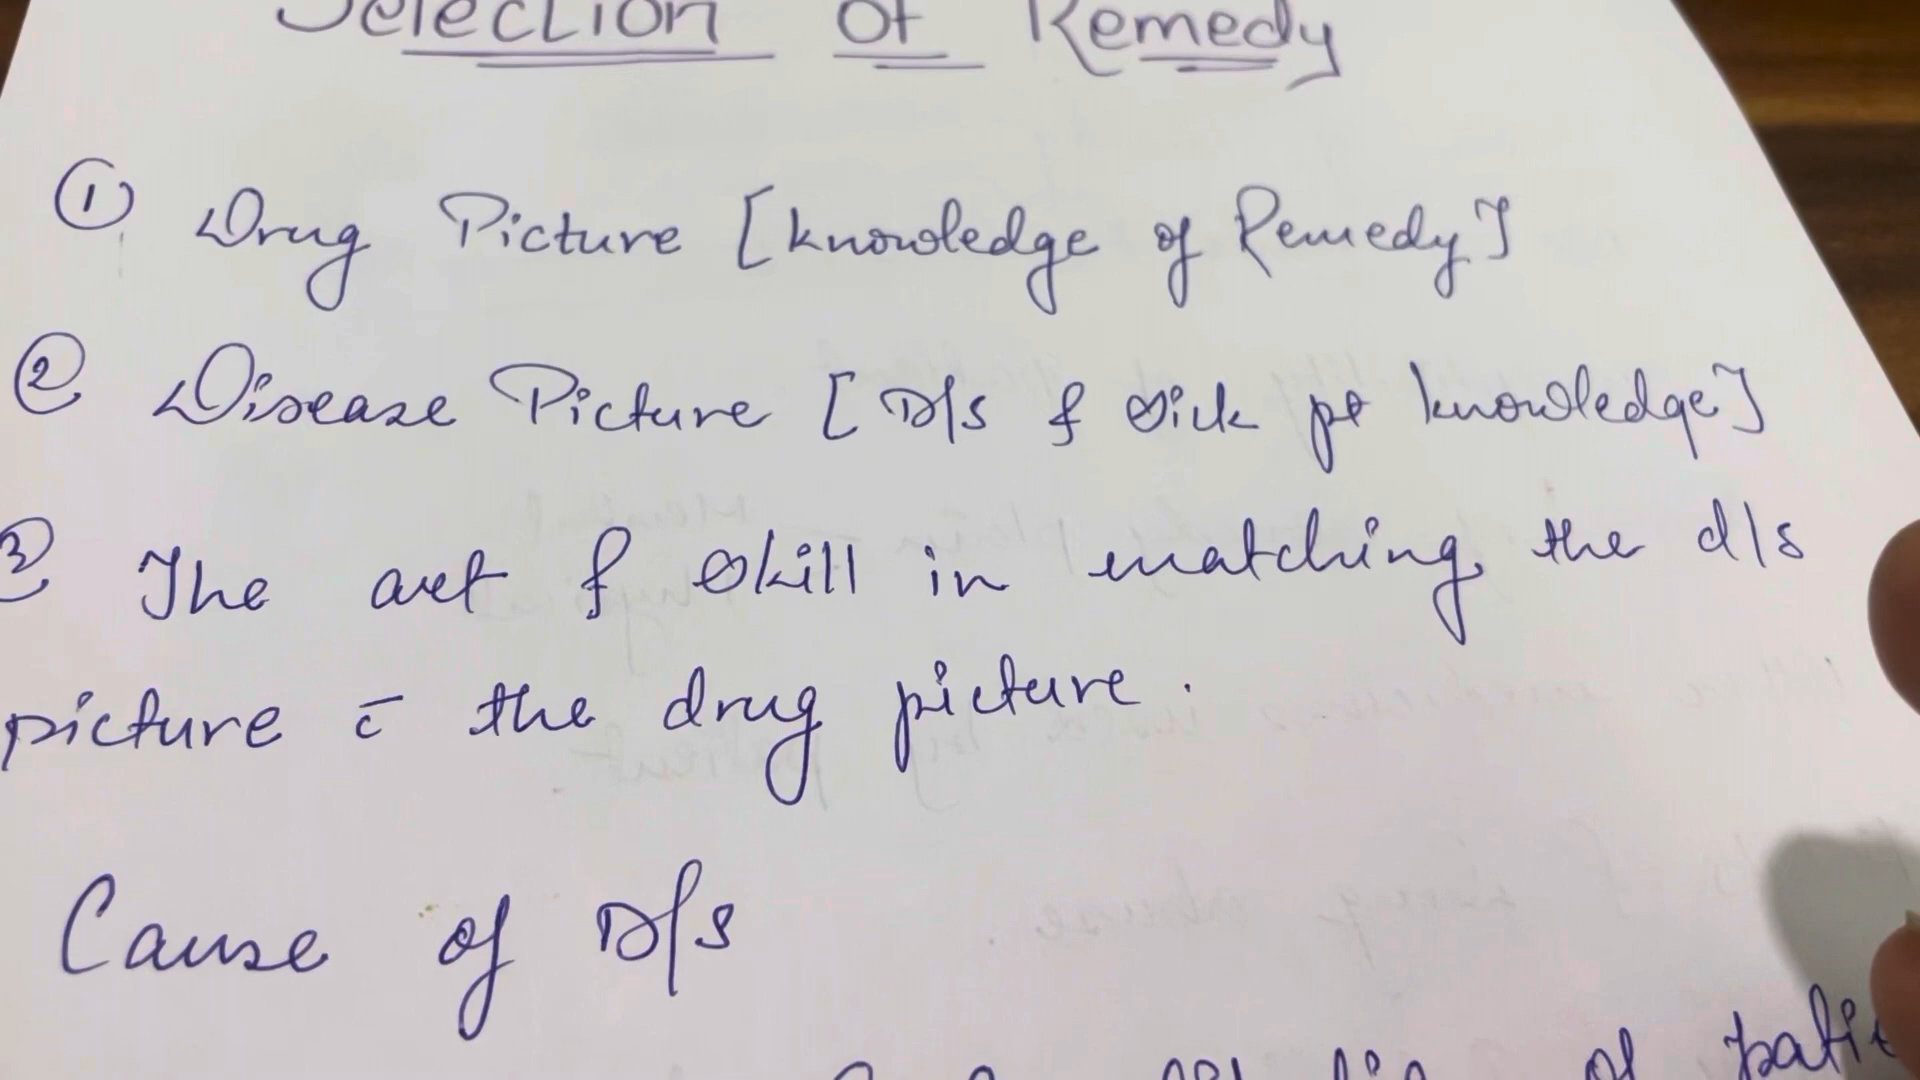 Selection Of Remedy
① Drug Picture [knowledge of Remedy]
② Disease Picture [D/s & Sick pt knowledge]
③ The art & Skill in matching the d/s
picture c̄ the drug picture.
Cause of D/s
of